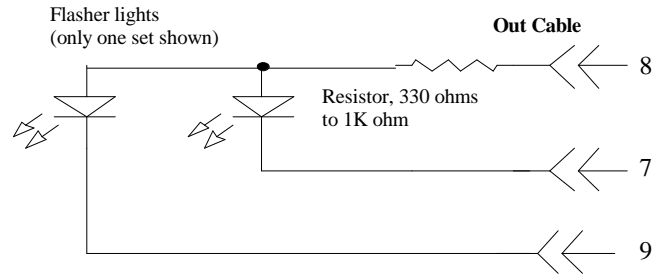 Flasher lights
(only one set shown)
Out Cable
8
Resistor, 330 ohms
to 1K ohm
7
9